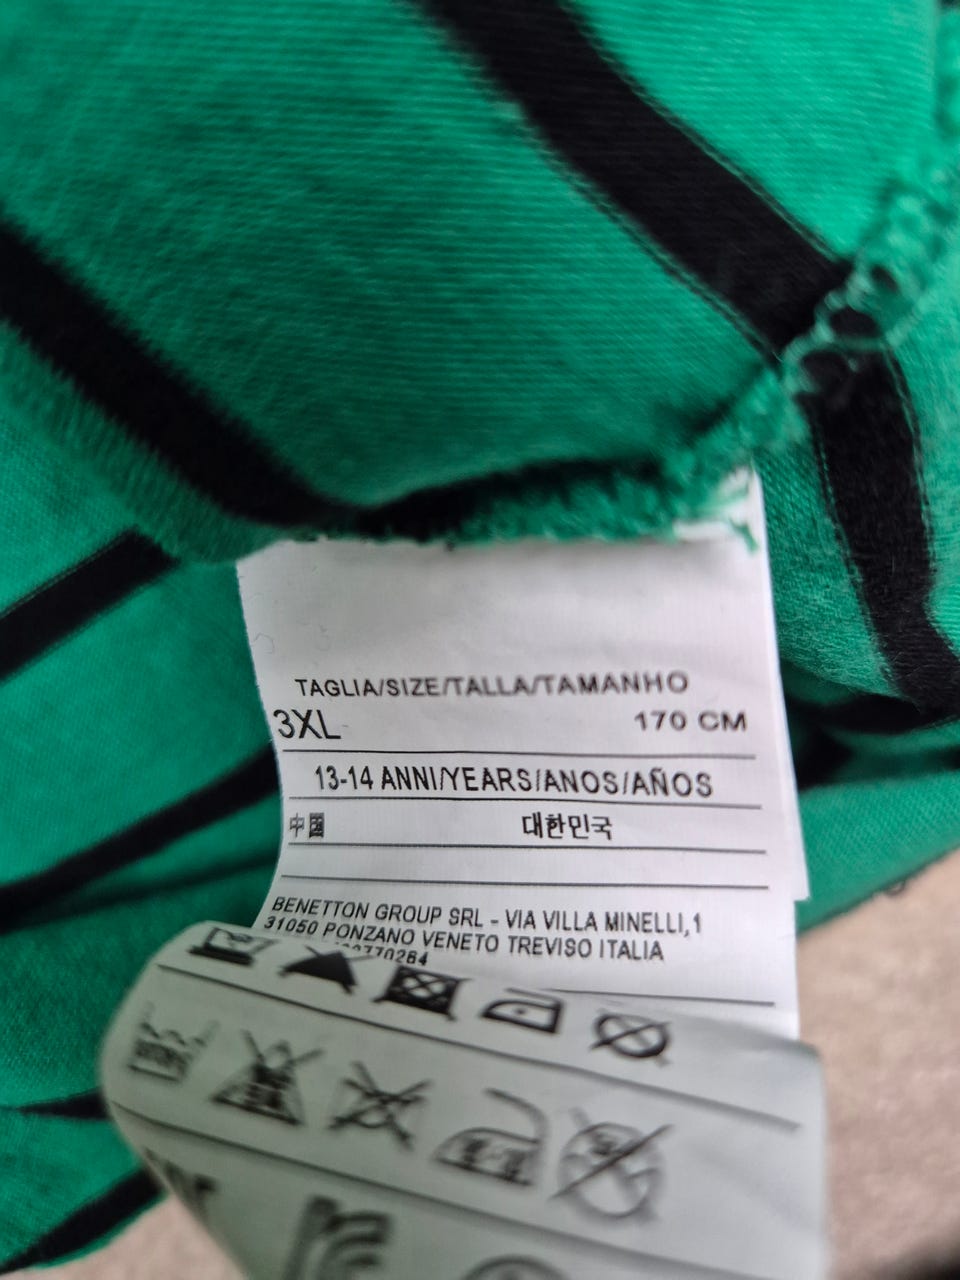 TAGLIA/SIZE/TALLA/TAMANHO
3XL 170 CM
13-14 ANNI/YEARS/ANOS/AÑOS
中国 대한민국
BENETTON GROUP SRL - VIA VILLA MINELLI,1
31050 PONZANO VENETO TREVISO ITALIA